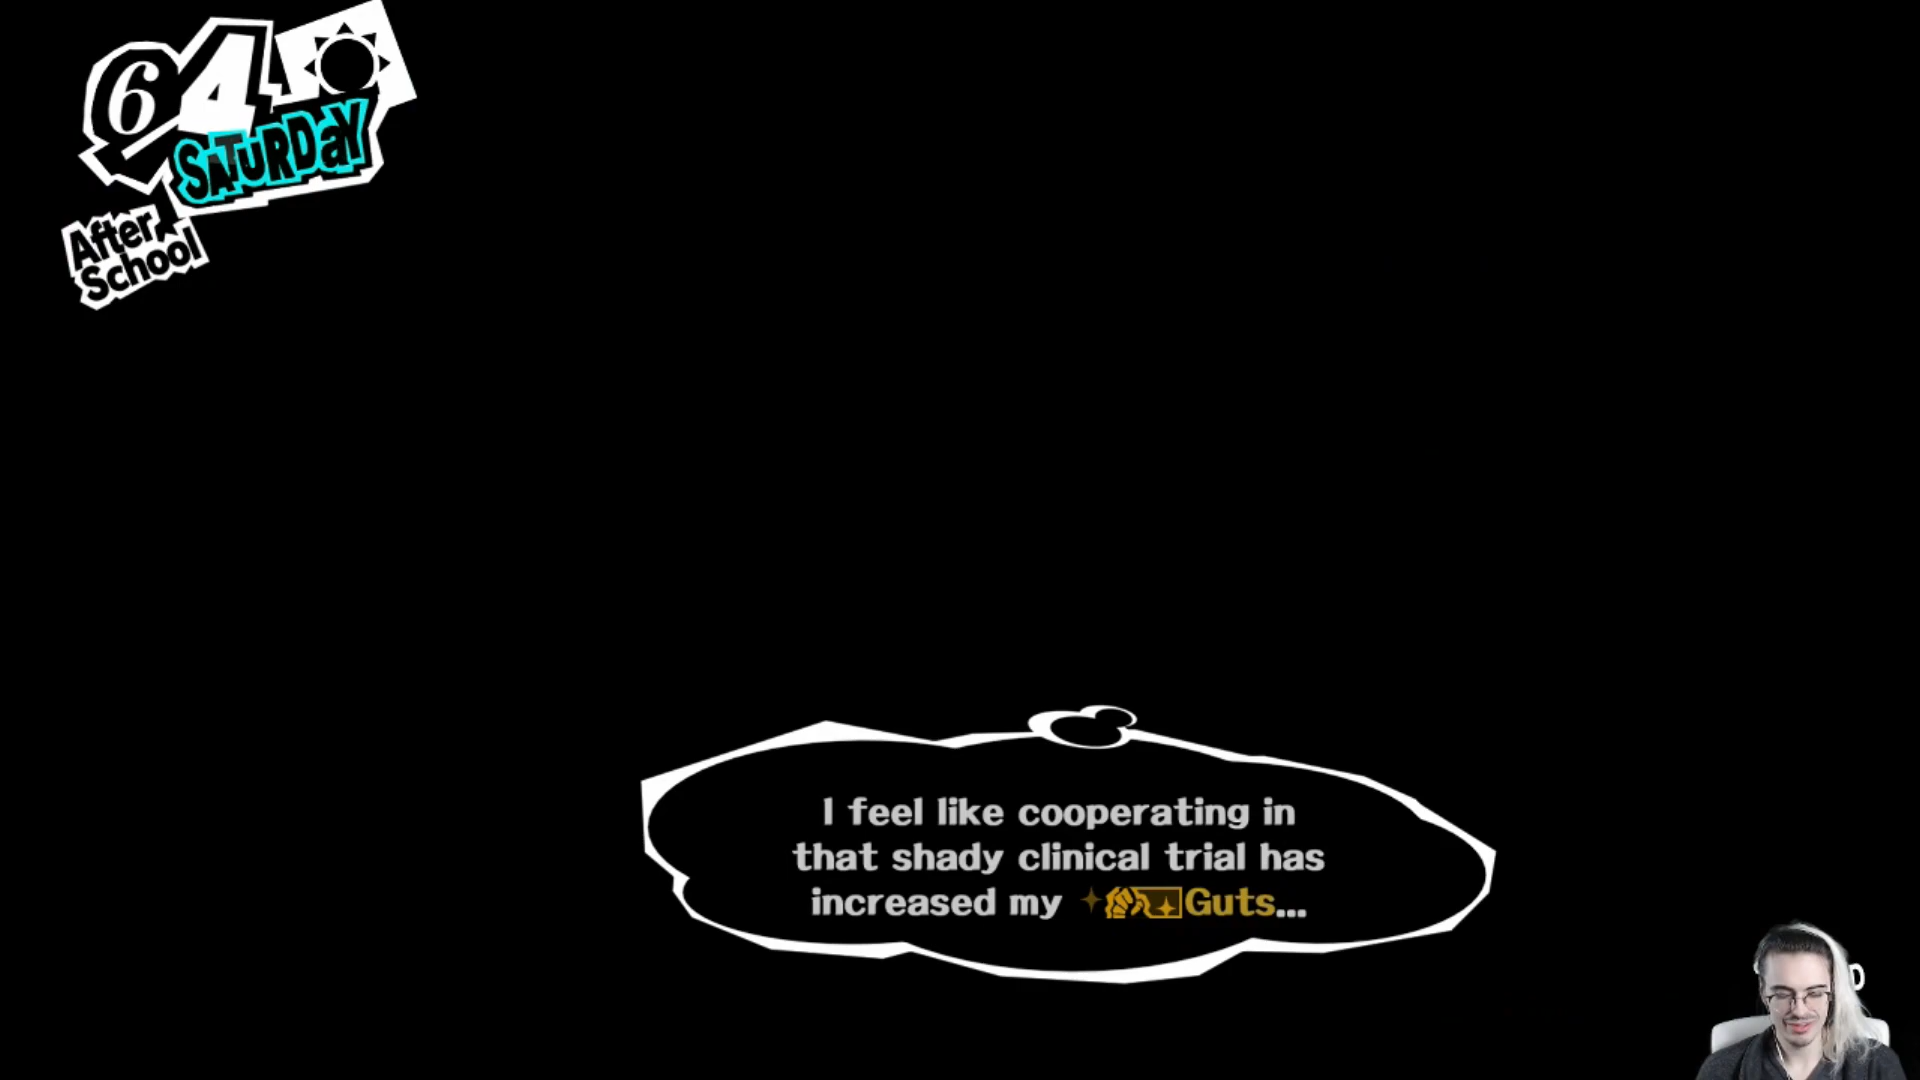 6/4
SATURDaY
After
School
I feel like cooperating in
that shady clinical trial has
increased my Guts...